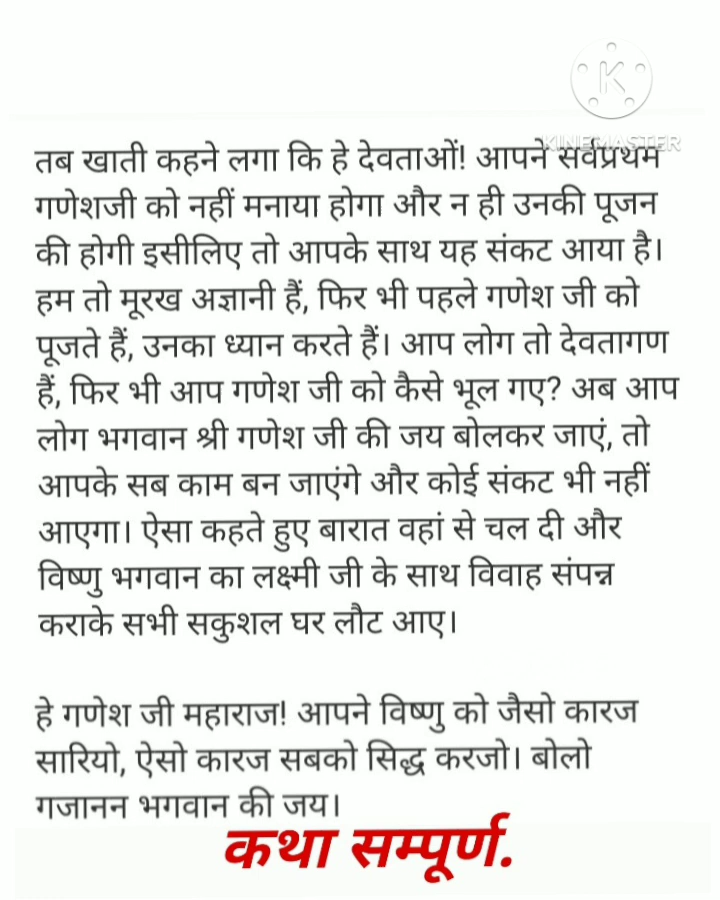 K
KINEMASTER
तब खाती कहने लगा कि हे देवताओं! आपने सर्वप्रथम
गणेशजी को नहीं मनाया होगा और न ही उनकी पूजन
की होगी इसीलिए तो आपके साथ यह संकट आया है।
हम तो मूरख अज्ञानी हैं, फिर भी पहले गणेश जी को
पूजते हैं, उनका ध्यान करते हैं। आप लोग तो देवतागण
हैं, फिर भी आप गणेश जी को कैसे भूल गए? अब आप
लोग भगवान श्री गणेश जी की जय बोलकर जाएं, तो
आपके सब काम बन जाएंगे और कोई संकट भी नहीं
आएगा। ऐसा कहते हुए बारात वहां से चल दी और
विष्णु भगवान का लक्ष्मी जी के साथ विवाह संपन्न
कराके सभी सकुशल घर लौट आए।
हे गणेश जी महाराज! आपने विष्णु को जैसो कारज
सारियो, ऐसो कारज सबको सिद्ध करजो। बोलो
गजानन भगवान की जय।
कथा सम्पूर्ण.